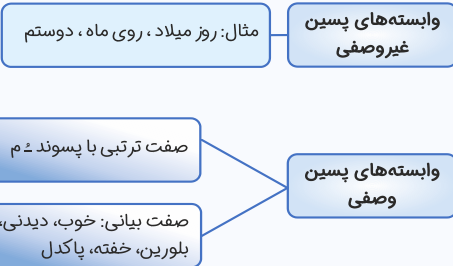 وابسته‌های پسین
غیروصفی
مثال: روز میلاد ، روی ماه ، دوستم
وابسته‌های پسین
وصفی
صفت ترتبی با پسوند ـُ م
صفت بیانی: خوب، دیدنی،
بلورین، خفته، پاکدل